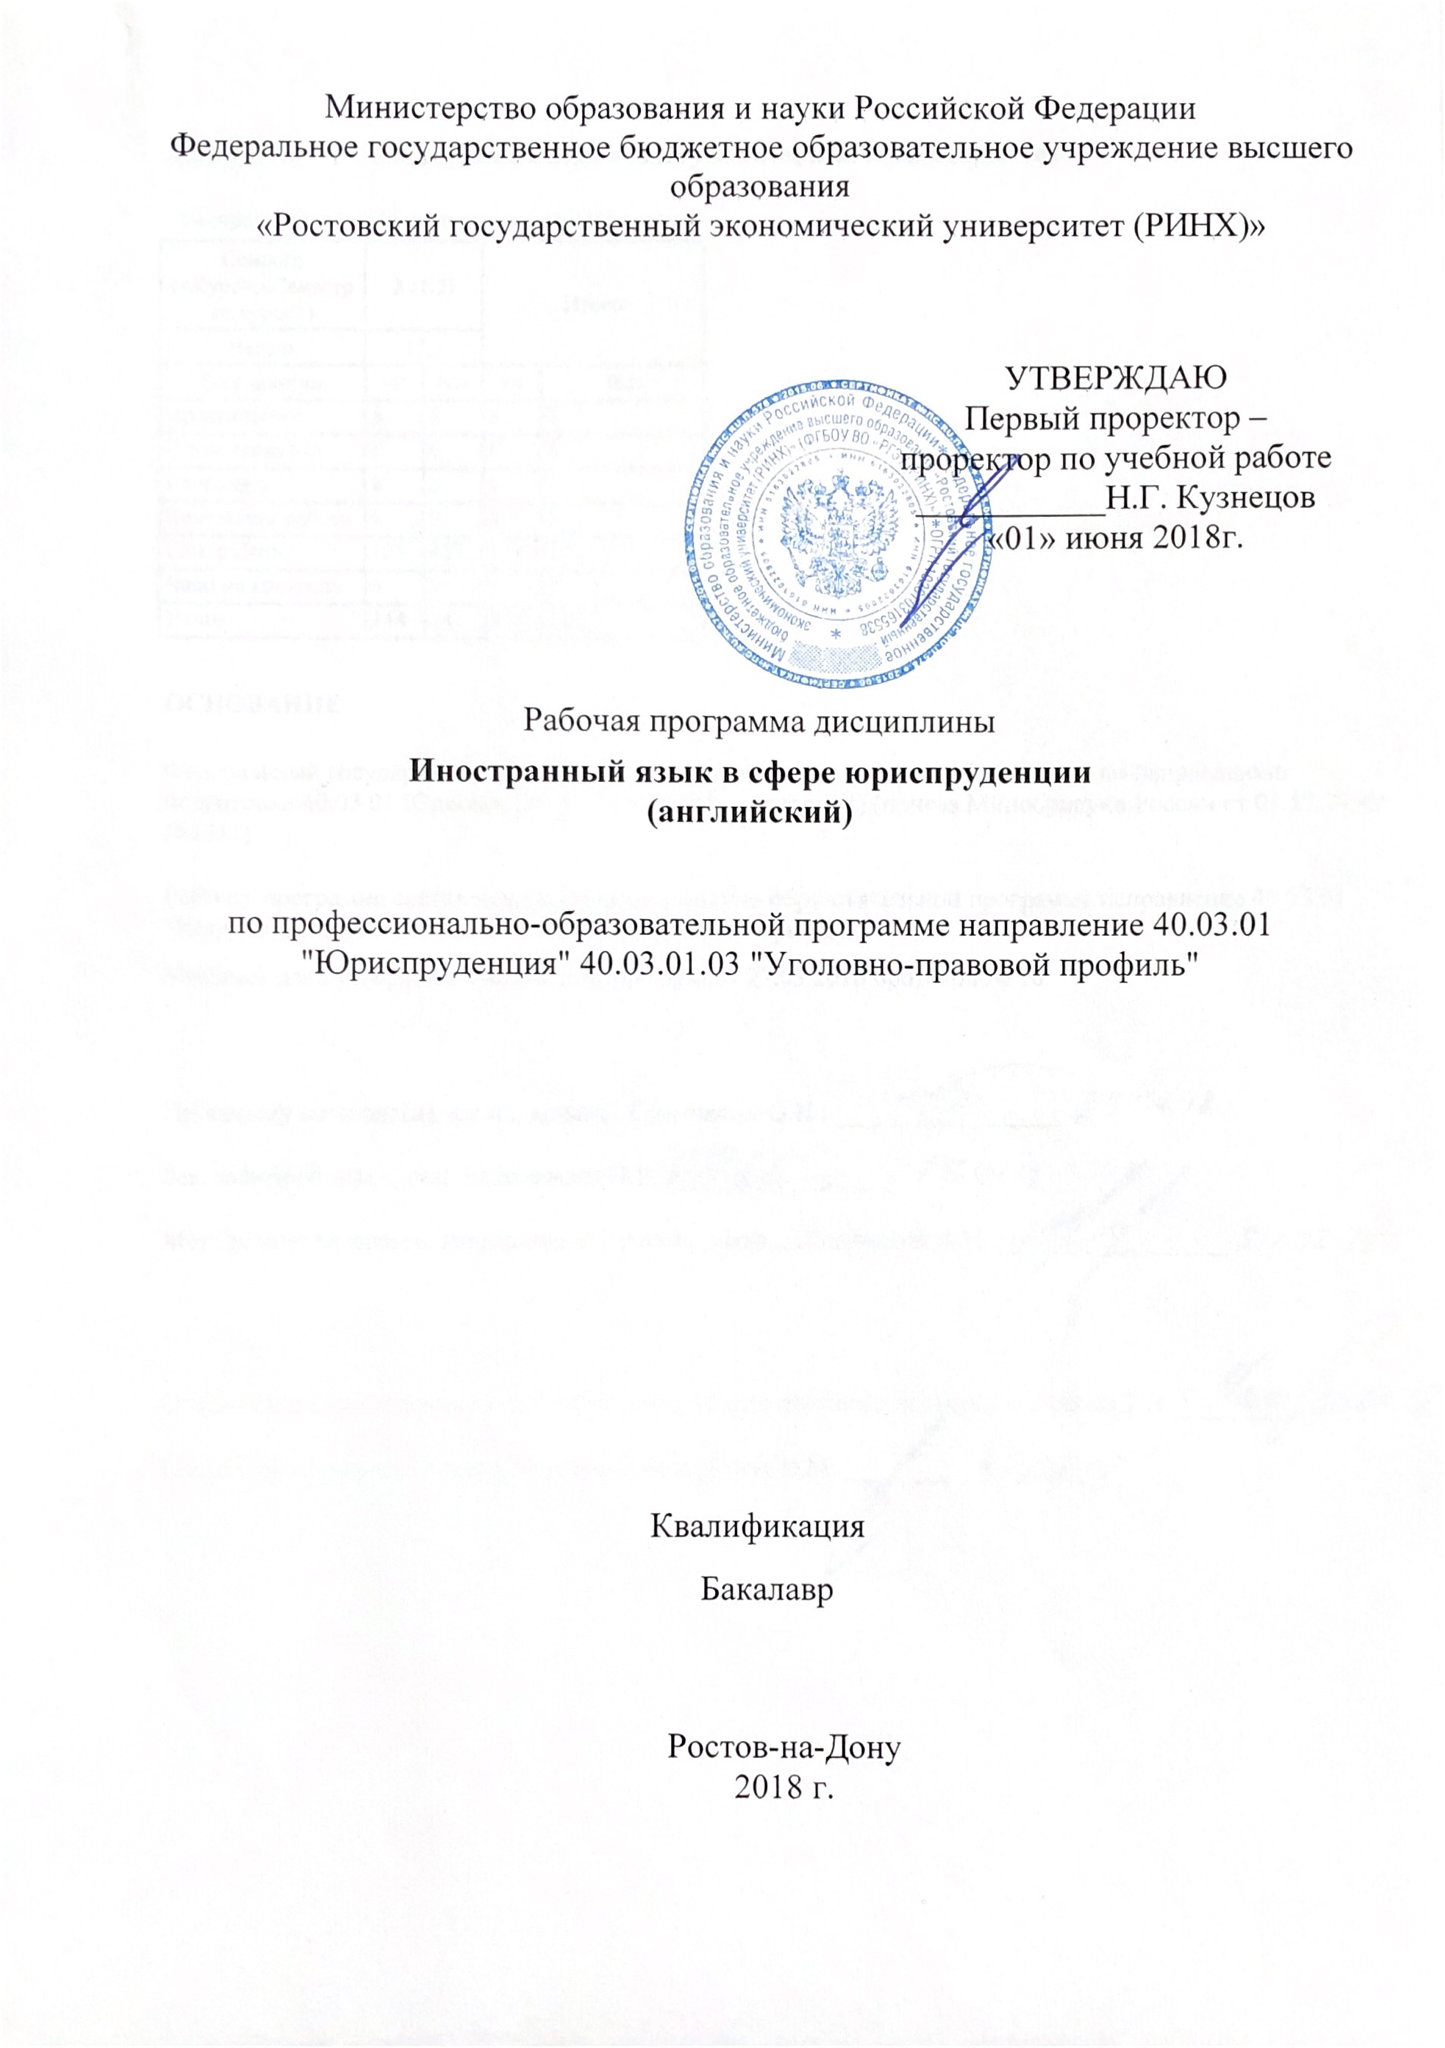 Министерство образования и науки Российской Федерации
Федеральное государственное бюджетное образовательное учреждение высшего
образования
«Ростовский государственный экономический университет (РИНХ)»
УТВЕРЖДАЮ
Первый проректор –
проректор по учебной работе
___________Н.Г. Кузнецов
«01» июня 2018г.
Рабочая программа дисциплины
Иностранный язык в сфере юриспруденции
(английский)
по профессионально-образовательной программе направление 40.03.01
"Юриспруденция" 40.03.01.03 "Уголовно-правовой профиль"
Квалификация
Бакалавр
Ростов-на-Дону
2018 г.